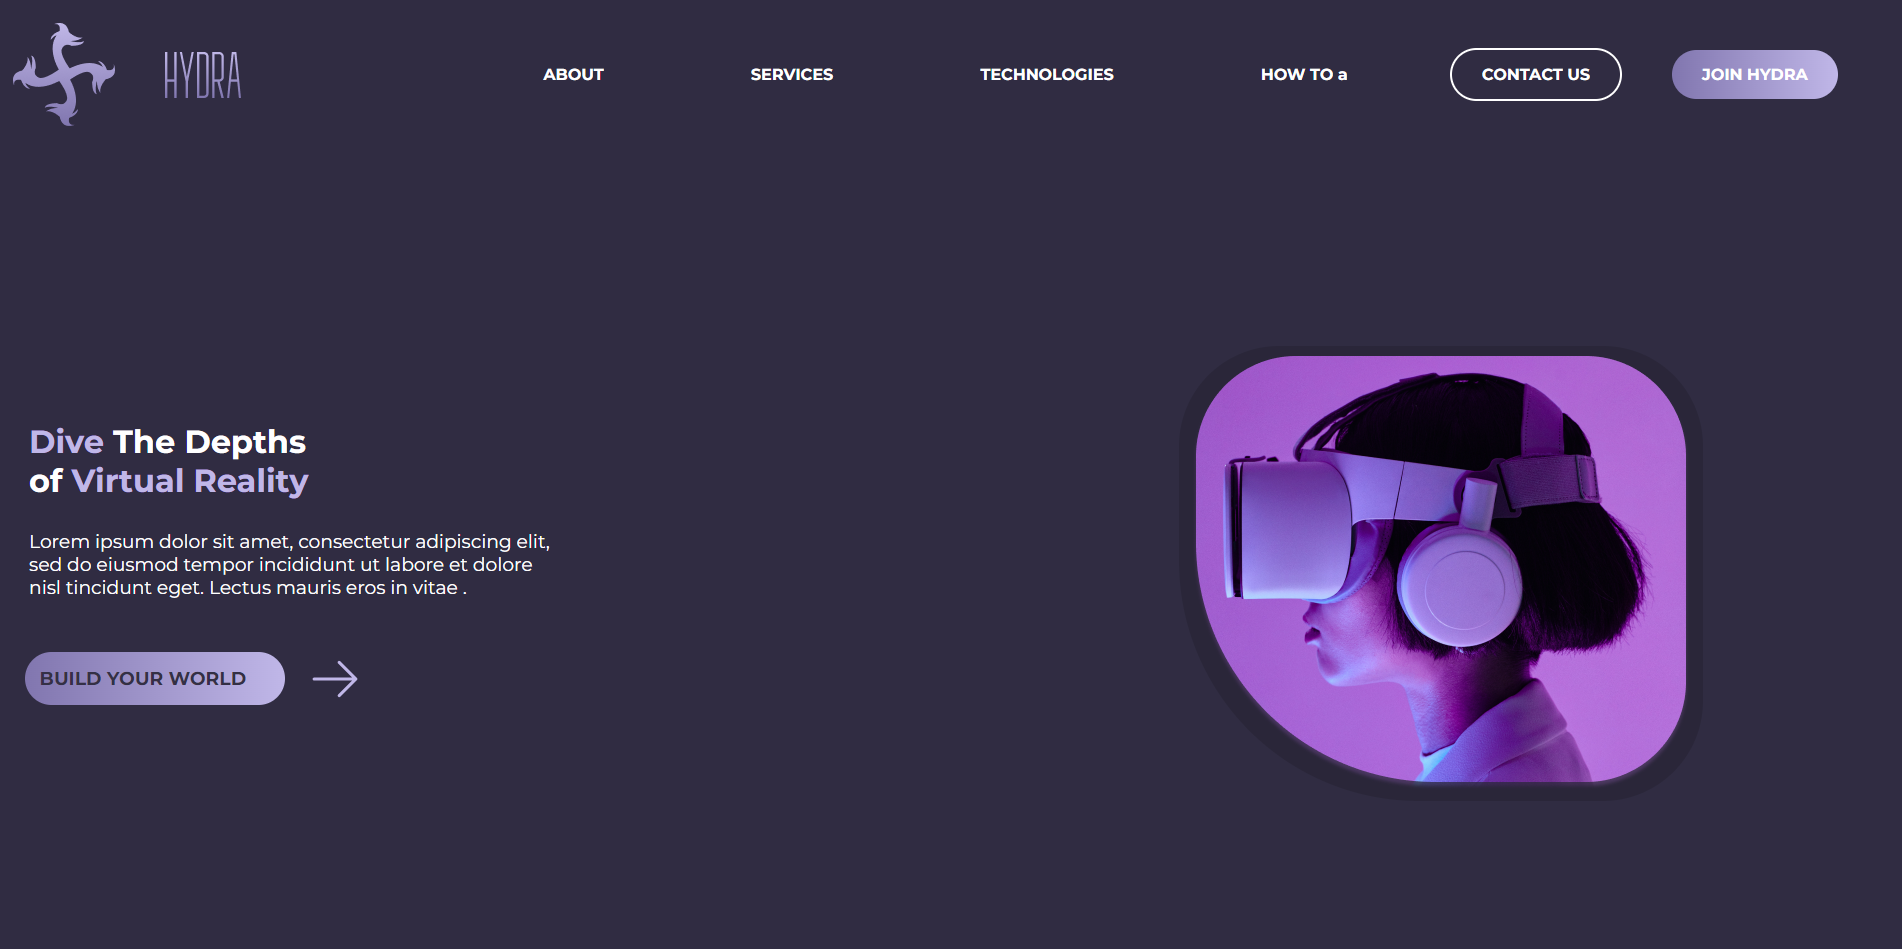 HYDRA
ABOUT
SERVICES
TECHNOLOGIES
HOW TO a
CONTACT US
JOIN HYDRA
Dive The Depths
of Virtual Reality
Lorem ipsum dolor sit amet, consectetur adipiscing elit,
sed do eiusmod tempor incididunt ut labore et dolore
nisl tincidunt eget. Lectus mauris eros in vitae .
BUILD YOUR WORLD